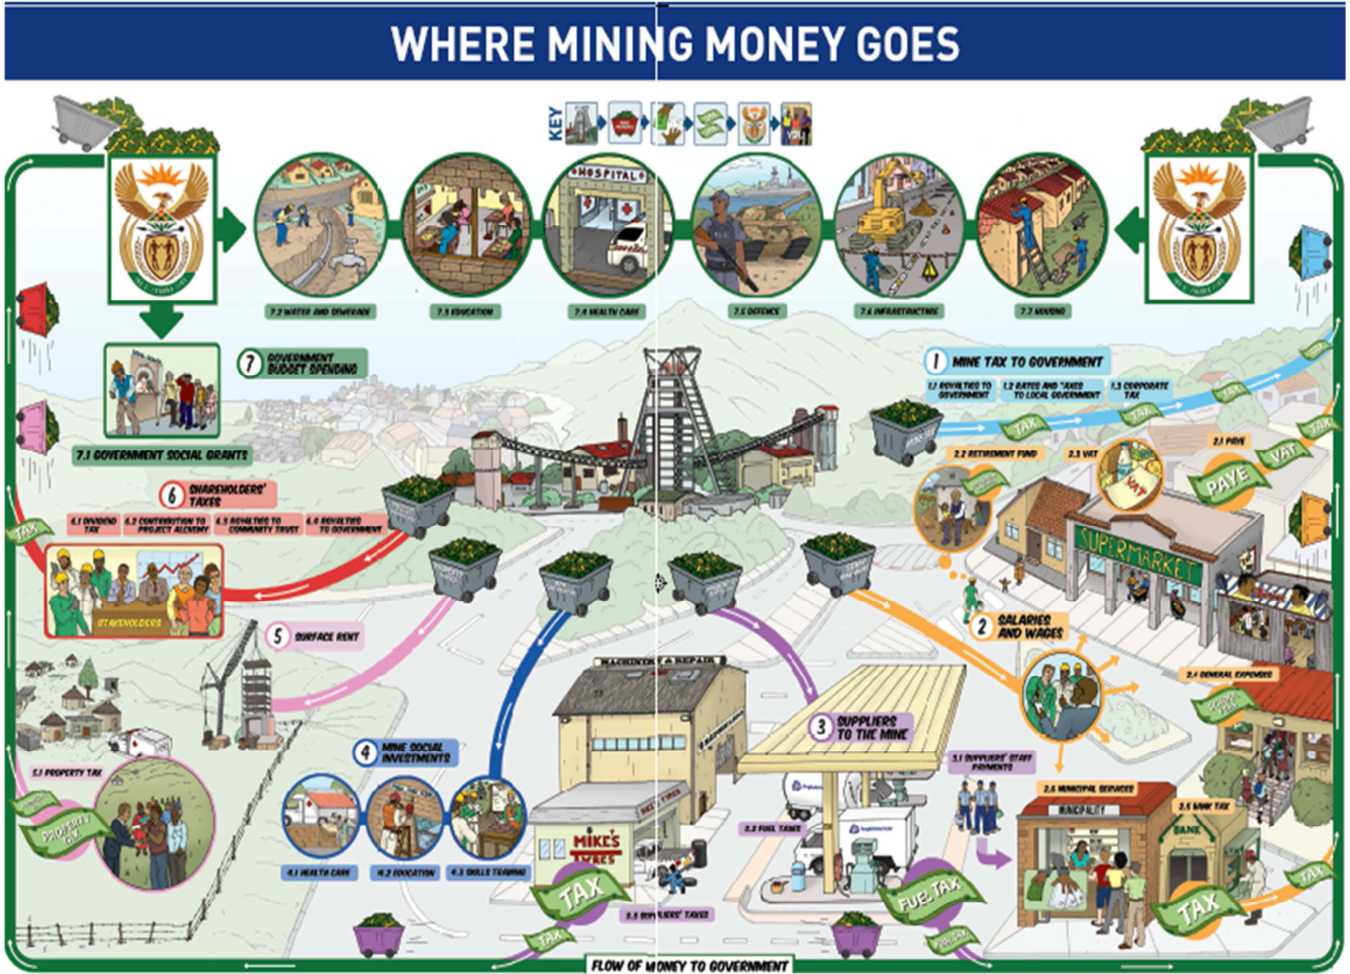 WHERE MINING MONEY GOES
KEY
YOU
HOSPITAL
7.2 WATER AND SEWERAGE
7.3 EDUCATION
7.4 HEALTH CARE
7.5 DEFENCE
7.6 INFRASTRUCTURE
7.7 HOUSING
7 GOVERNMENT
BUDGET SPENDING
7.1 GOVERNMENT SOCIAL GRANTS
1 MINE TAX TO GOVERNMENT
1.1 ROYALTIES TO
GOVERNMENT
1.2 RATES AND TAXES
TO LOCAL GOVERNMENT
1.3 CORPORATE
TAX
TAX
TAX
TAX
TAX
TAX
2.1 PAYE
PAYE
VAT
2.2 RETIREMENT FUND
2.3 VAT
VAT
SUPERMARKET
6 SHAREHOLDERS'
TAXES
6.1 DIVIDEND
TAX
6.2 CONTRIBUTION TO
PROJECT ALCHEMY
6.3 ROYALTIES TO
COMMUNITY TRUST
6.4 ROYALTIES
TO GOVERNMENT
TAX
STAKEHOLDERS
2 SALARIES
AND WAGES
2.4 GENERAL EXPENSES
5 SURFACE RENT
5.1 PROPERTY TAX
PROPERTY
TAX
4 MINE SOCIAL
INVESTMENTS
4.1 HEALTH CARE
4.2 EDUCATION
4.3 SKILLS TRAINING
MACHINERY & REPAIR
MIKE'S
TYRES
3 SUPPLIERS
TO THE MINE
3.1 SUPPLIERS' STAFF
PAYMENTS
3.2 FUEL TAXES
3.3 SUPPLIERS' TAXES
TAX
TAX
FUEL TAX
2.6 MUNICIPAL SERVICES
MUNICIPALITY
2.5 BANK TAX
BANK
TAX
TAX
FLOW OF MONEY TO GOVERNMENT